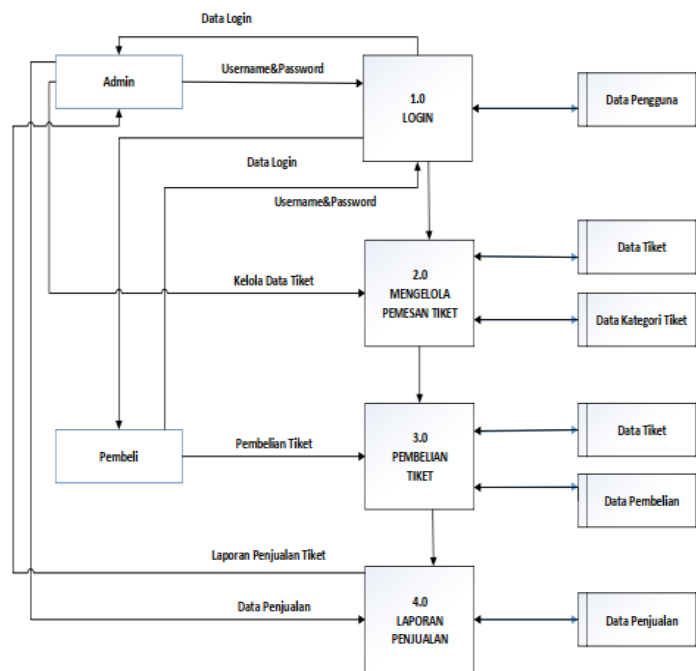 Data Login
Admin
Username&Password
1.0
LOGIN
Data Pengguna
Data Login
Username&Password
Data Tiket
Kelola Data Tiket
2.0
MENGELOLA
PEMESAN TIKET
Data Kategori Tiket
Data Tiket
Pembeli
Pembelian Tiket
3.0
PEMBELIAN
TIKET
Data Pembelian
Laporan Penjualan Tiket
Data Penjualan
4.0
LAPORAN
PENJUALAN
Data Penjualan